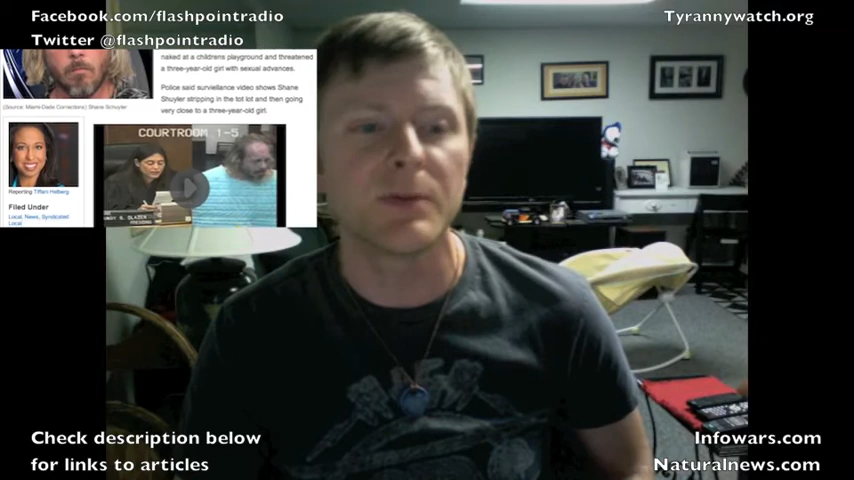 Facebook.com/flashpointradio
Twitter @flashpointradio
Tyrannywatch.org
naked at a childrens playground and threatened
a three-year-old girl with sexual advances.
Police said surviellance video shows Shane
Shuyler stripping in the tot lot and then going
very close to a three-year-old girl.
(Source: Miami-Dade Corrections) Shane Schuyler
COURTROOM 1-5
Reporting Tiffani Helberg
Filed Under
Local, News, Syndicated
Local
Check description below
for links to articles
Infowars.com
Naturalnews.com